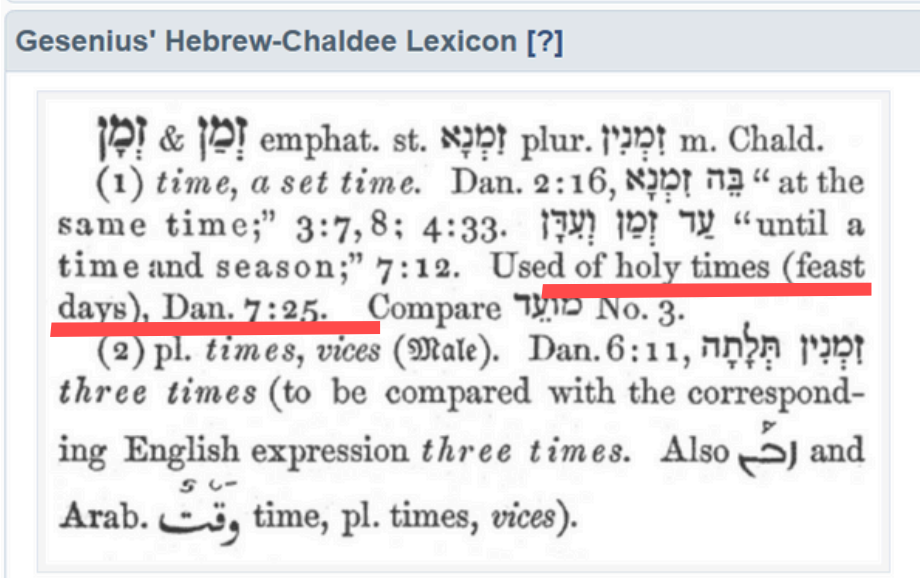 Gesenius' Hebrew-Chaldee Lexicon [?]
זְמָן & זְמַן emphat. st. זִמְנָא plur. זִמְנִין m. Chald.
(1) time, a set time. Dan. 2:16, בֵּהּ זִמְנָא “at the
same time;” 3:7, 8; 4:33. עַד זְמַן וְעִדָּן “until a
time and season;” 7:12. Used of holy times (feast
days), Dan. 7:25. Compare מוֹעֵד No. 3.
(2) pl. times, vices (Male). Dan. 6:11, זִמְנִין תְּלָתָה
three times (to be compared with the correspond-
ing English expression three times. Also and
Arab. وَقْت time, pl. times, vices).